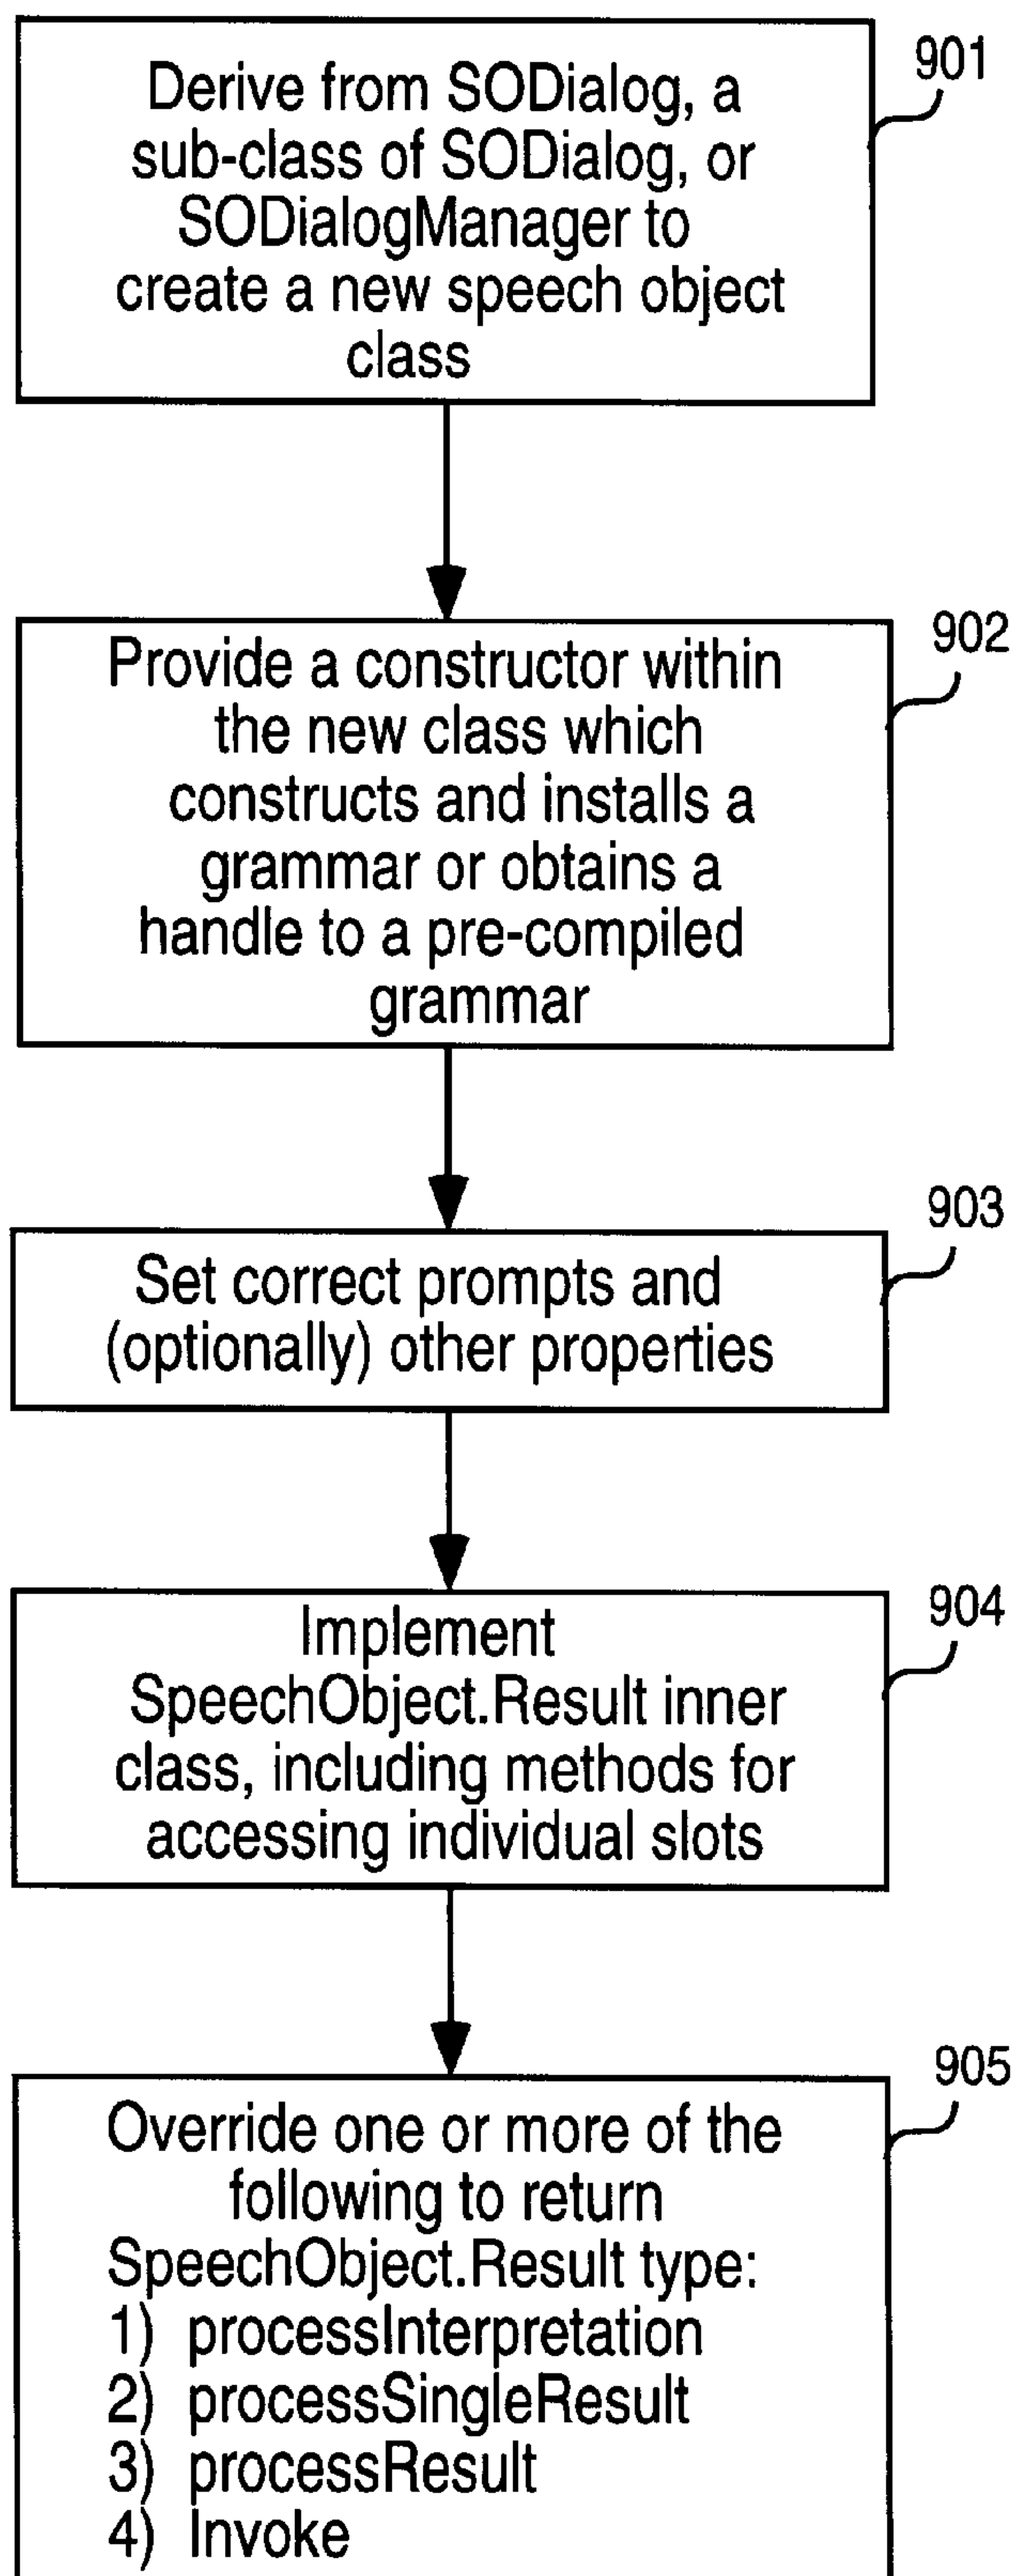 901
Derive from SODialog, a
sub-class of SODialog, or
SODialogManager to
create a new speech object
class
902
Provide a constructor within
the new class which
constructs and installs a
grammar or obtains a
handle to a pre-compiled
grammar
903
Set correct prompts and
(optionally) other properties
904
Implement
SpeechObject.Result inner
class, including methods for
accessing individual slots
905
Override one or more of the
following to return
SpeechObject.Result type:
1) processInterpretation
2) processSingleResult
3) processResult
4) Invoke